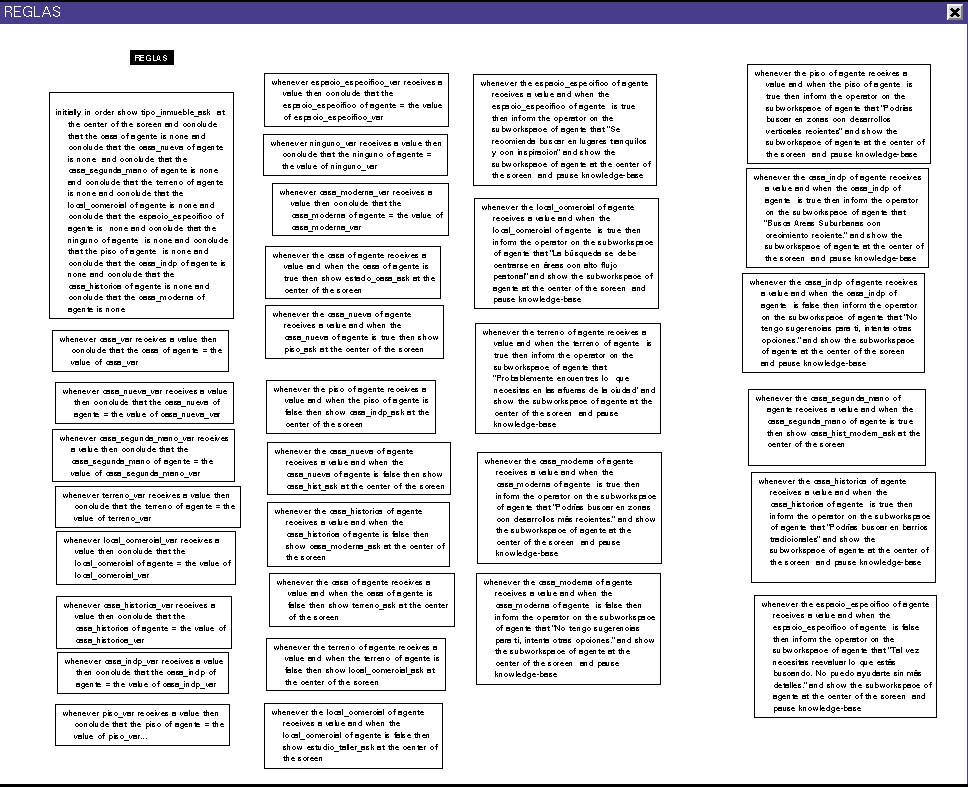 REGLAS
REGLAS
initially in order show tipo_inmueble_ask at
the center of the screen and conclude
that the casa of agente is none and
conclude that the casa_nueva of agente
is none and conclude that the
casa_segunda_mano of agente is none
and conclude that the terreno of agente
is none and conclude that the
local_comercial of agente is none and
conclude that the espacio_especifico of
agente is none and conclude that the
ninguno of agente is none and conclude
that the piso of agente is none and
conclude that the casa_indp of agente is
none and conclude that the
casa_historica of agente is none and
conclude that the casa_moderna of
agente is none
whenever casa_var receives a value then
conclude that the casa of agente = the
value of casa_var
whenever casa_nueva_var receives a value
then conclude that the casa_nueva of
agente = the value of casa_nueva_var
whenever casa_segunda_mano_var receives
a value then conclude that the
casa_segunda_mano of agente = the
value of casa_segunda_mano_var
whenever terreno_var receives a value then
conclude that the terreno of agente = the
value of terreno_var
whenever local_comercial_var receives a
value then conclude that the
local_comercial of agente = the value of
local_comercial_var
whenever casa_historica_var receives a
value then conclude that the
casa_historica of agente = the value of
casa_historica_var
whenever casa_indp_var receives a value
then conclude that the casa_indp of
agente = the value of casa_indp_var
whenever piso_var receives a value then
conclude that the piso of agente = the
value of piso_var...
whenever espacio_especifico_var receives a
value then conclude that the
espacio_especifico of agente = the value
of espacio_especifico_var
whenever ninguno_var receives a value then
conclude that the ninguno of agente =
the value of ninguno_var
whenever casa_moderna_var receives a
value then conclude that the
casa_moderna of agente = the value of
casa_moderna_var
whenever the casa of agente receives a
value and when the casa of agente is
true then show estado_casa_ask at the
center of the screen
whenever the casa_nueva of agente
receives a value and when the
casa_nueva of agente is true then show
piso_ask at the center of the screen
whenever the piso of agente receives a
value and when the piso of agente is
false then show casa_indp_ask at the
center of the screen
whenever the casa_nueva of agente
receives a value and when the
casa_nueva of agente is false then show
casa_hist_ask at the center of the screen
whenever the casa_historica of agente
receives a value and when the
casa_historica of agente is false then
show casa_moderna_ask at the center of
the screen
whenever the casa of agente receives a
value and when the casa of agente is
false then show terreno_ask at the center
of the screen
whenever the terreno of agente receives a
value and when the terreno of agente is
false then show local_comercial_ask at
the center of the screen
whenever the local_comercial of agente
receives a value and when the
local_comercial of agente is false then
show estudio_taller_ask at the center of
the screen
whenever the espacio_especifico of agente
receives a value and when the
espacio_especifico of agente is true
then inform the operator on the
subworkspace of agente that "Se
recomienda buscar en lugares tranquilos
y con inspiracion" and show the
subworkspace of agente at the center of
the screen and pause knowledge-base
whenever the local_comercial of agente
receives a value and when the
local_comercial of agente is true then
inform the operator on the subworkspace
of agente that "La búsqueda se debe
centrarse en áreas con alto flujo
peatonal" and show the subworkspace of
agente at the center of the screen and
pause knowledge-base
whenever the terreno of agente receives a
value and when the terreno of agente is
true then inform the operator on the
subworkspace of agente that
"Probablemente encuentres lo que
necesitas en las afueras de la ciudad" and
show the subworkspace of agente at the
center of the screen and pause
knowledge-base
whenever the casa_moderna of agente
receives a value and when the
casa_moderna of agente is true then
inform the operator on the subworkspace
of agente that "Podrías buscar en zonas
con desarrollos más recientes." and show
the subworkspace of agente at the
center of the screen and pause
knowledge-base
whenever the casa_moderna of agente
receives a value and when the
casa_moderna of agente is false then
inform the operator on the subworkspace
of agente that "No tengo sugerencias
para ti, intenta otras opciones." and show
the subworkspace of agente at the
center of the screen and pause
knowledge-base
whenever the piso of agente receives a
value and when the piso of agente is
true then inform the operator on the
subworkspace of agente that "Podrías
buscar en zonas con desarrollos
verticales recientes" and show the
subworkspace of agente at the center of
the screen and pause knowledge-base
whenever the casa_indp of agente receives
a value and when the casa_indp of
agente is true then inform the operator
on the subworkspace of agente that
"Busca Areas Suburbanas con
crecimiento reciente." and show the
subworkspace of agente at the center of
the screen and pause knowledge-base
whenever the casa_indp of agente receives
a value and when the casa_indp of
agente is false then inform the operator
on the subworkspace of agente that "No
tengo sugerencias para ti, intenta otras
opciones." and show the subworkspace
of agente at the center of the screen
and pause knowledge-base
whenever the casa_segunda_mano of
agente receives a value and when the
casa_segunda_mano of agente is true
then show casa_hist_modern_ask at the
center of the screen
whenever the casa_historica of agente
receives a value and when the
casa_historica of agente is true then
inform the operator on the subworkspace
of agente that "Podrías buscar en barrios
tradicionales" and show the
subworkspace of agente at the center of
the screen and pause knowledge-base
whenever the espacio_especifico of agente
receives a value and when the
espacio_especifico of agente is false
then inform the operator on the
subworkspace of agente that "Tal vez
necesitas reevaluar lo que estás
buscando. No puedo ayudarte sin más
detalles." and show the subworkspace of
agente at the center of the screen and
pause knowledge-base